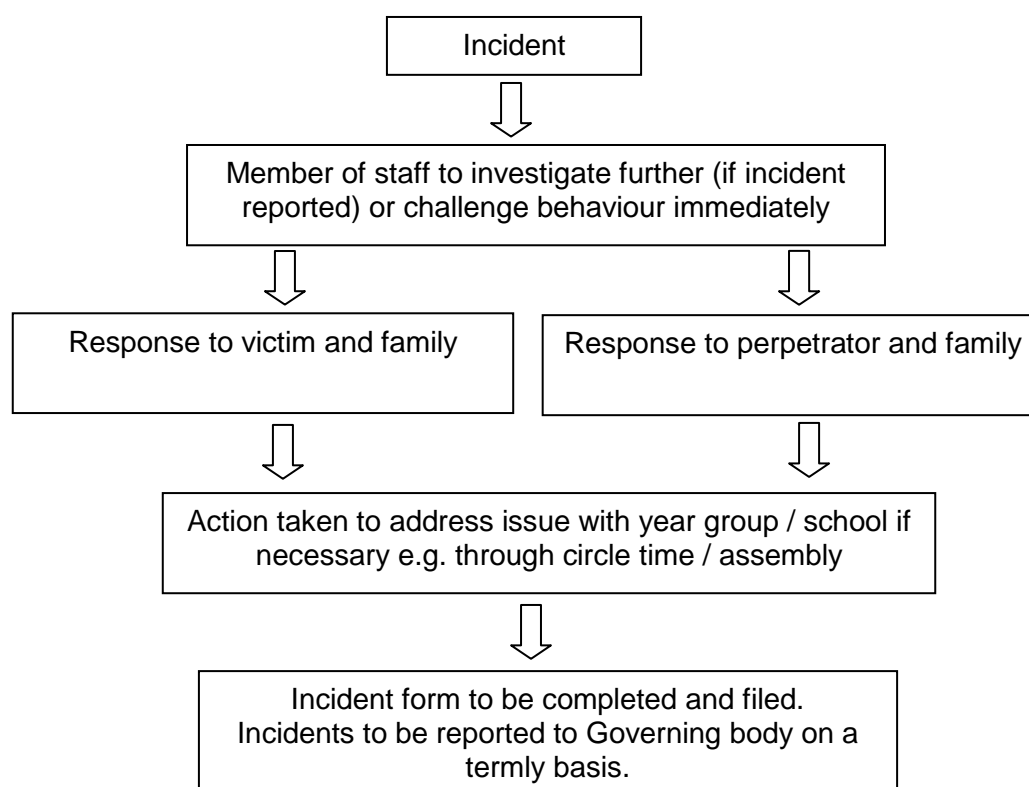 Incident
Member of staff to investigate further (if incident
reported) or challenge behaviour immediately
Response to victim and family
Response to perpetrator and family
Action taken to address issue with year group / school if
necessary e.g. through circle time / assembly
Incident form to be completed and filed.
Incidents to be reported to Governing body on a
termly basis.